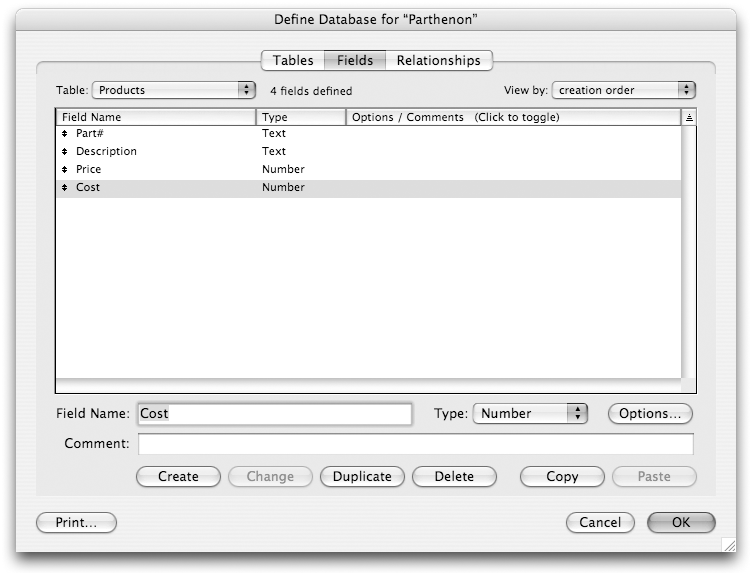 Define Database for “Parthenon”
Tables Fields Relationships
Table: Products 4 fields defined View by: creation order
Field Name Type Options / Comments (Click to toggle)
Part# Text
Description Text
Price Number
Cost Number
Field Name: Cost Type: Number Options...
Comment:
Create Change Duplicate Delete Copy Paste
Print... Cancel OK